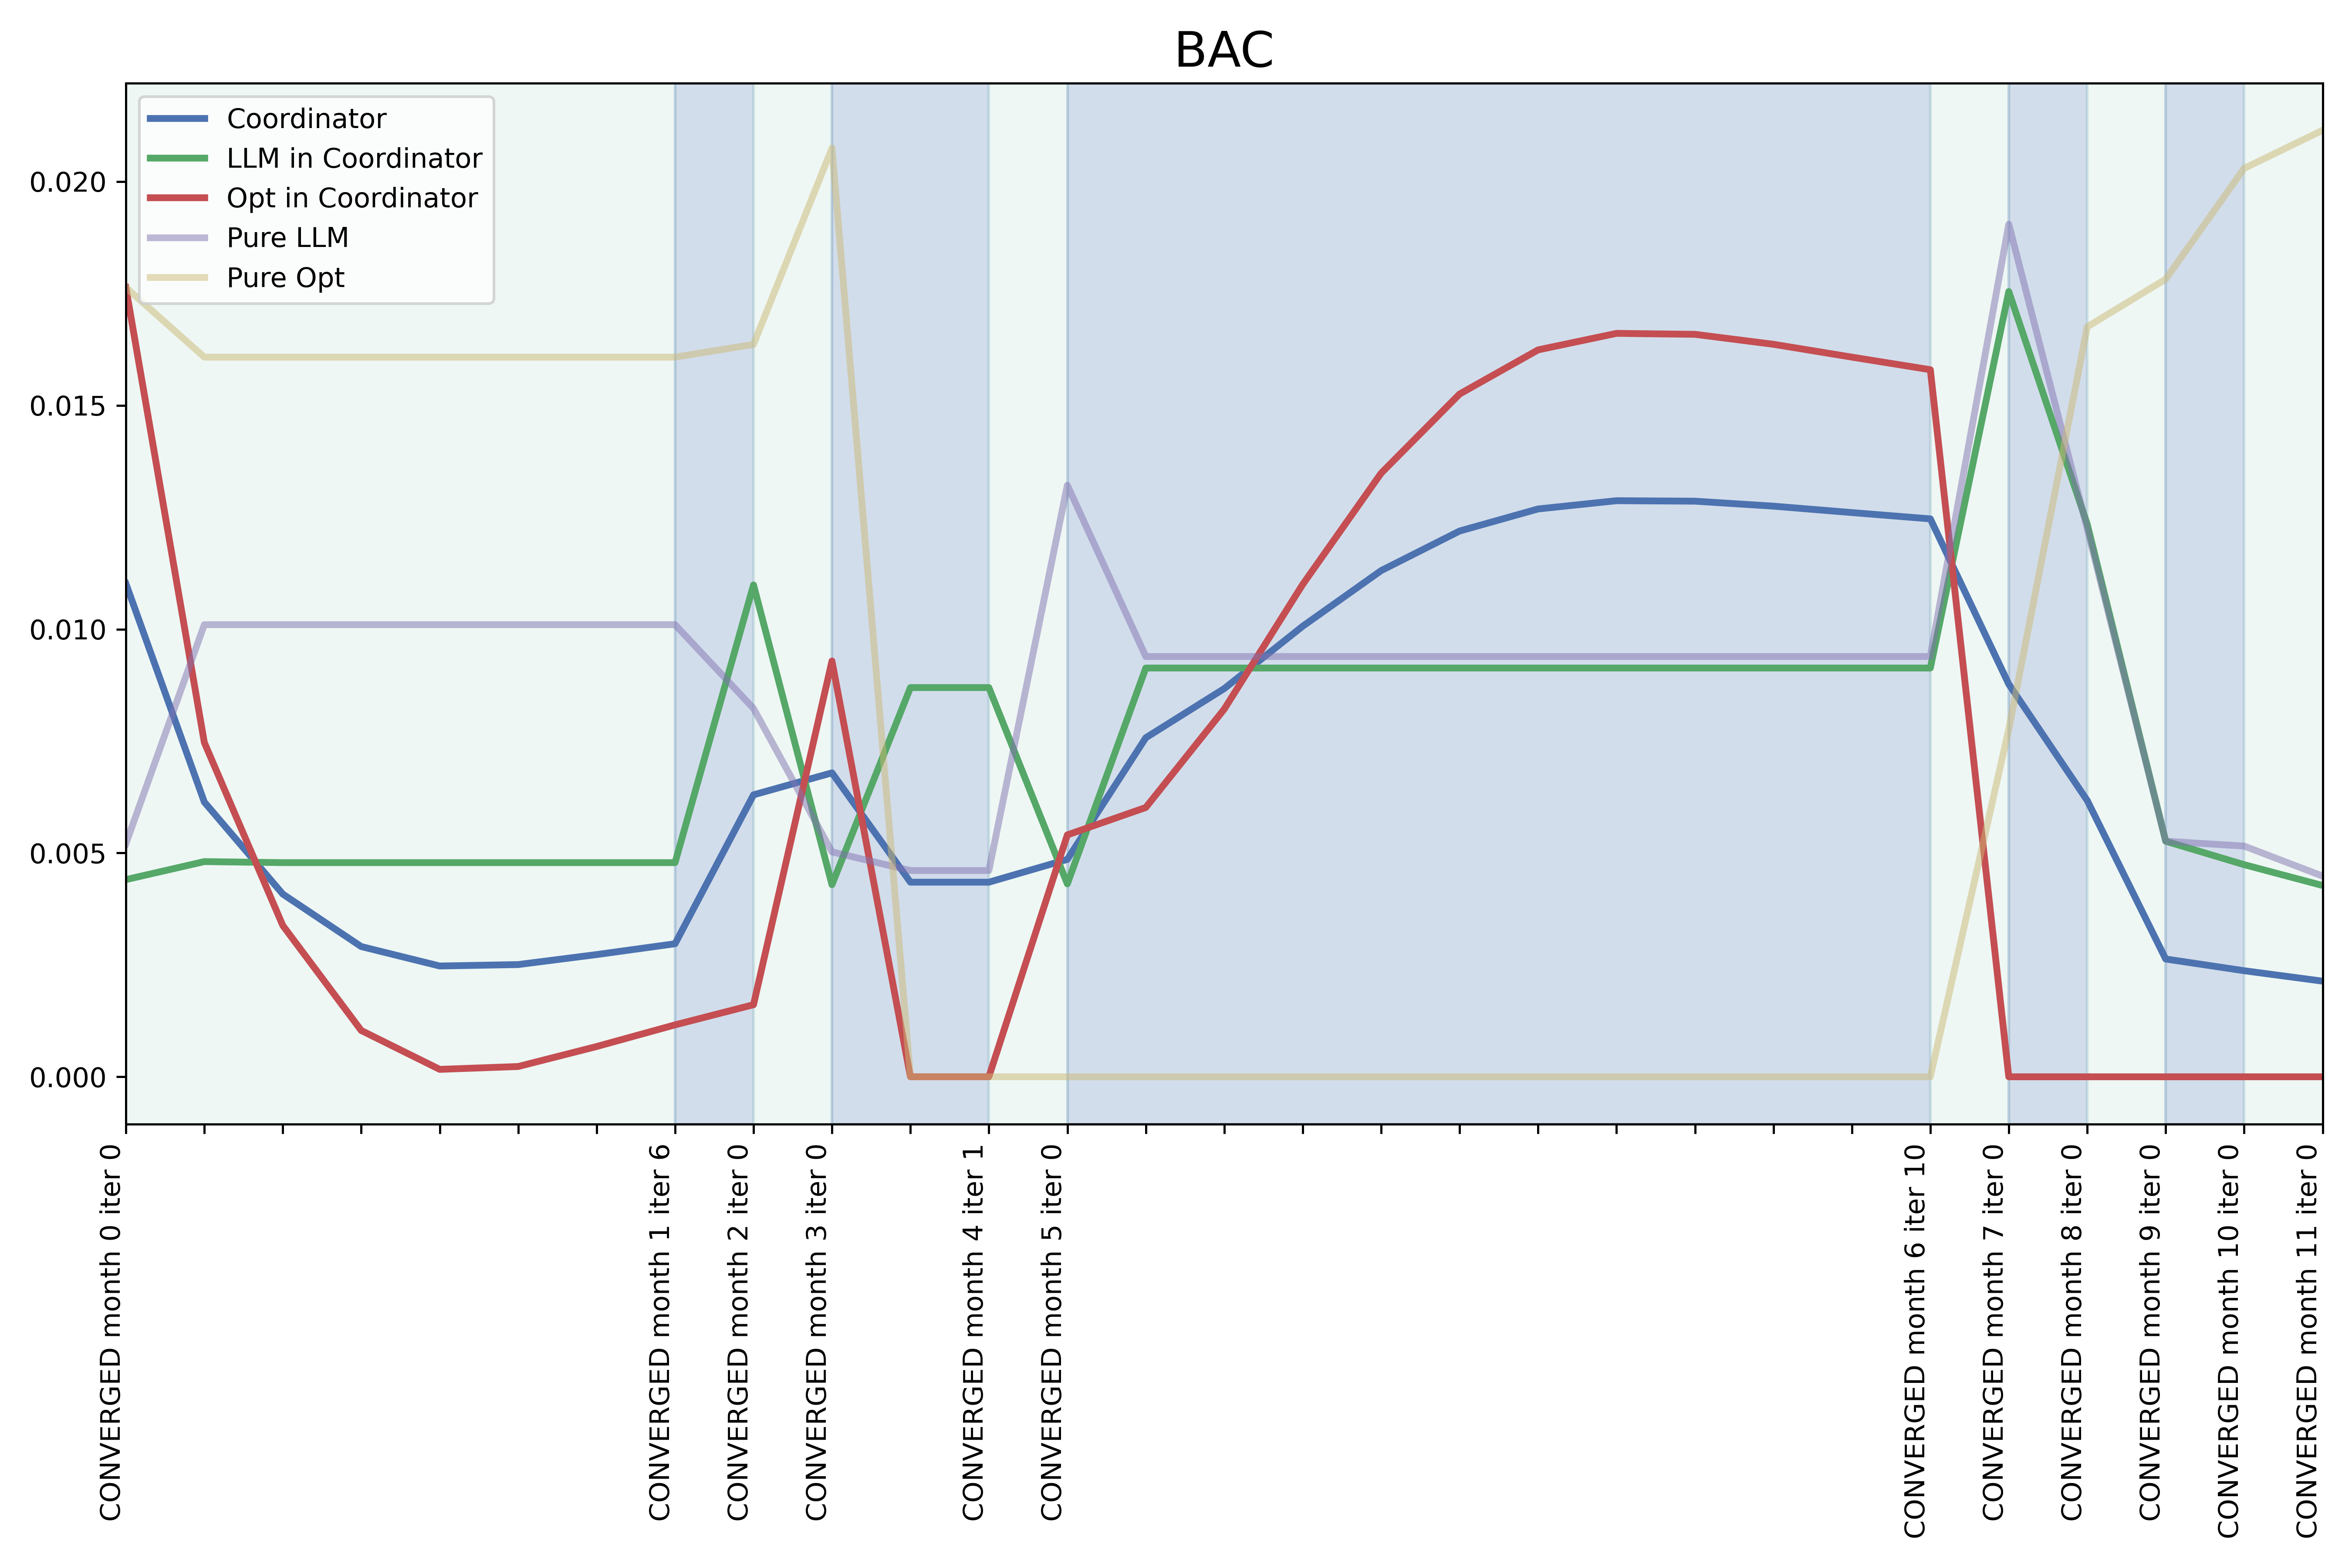 BAC
Coordinator
LLM in Coordinator
Opt in Coordinator
Pure LLM
Pure Opt
0.020
0.015
0.010
0.005
0.000
CONVERGED month 0 iter 0
CONVERGED month 1 iter 6
CONVERGED month 2 iter 0
CONVERGED month 3 iter 0
CONVERGED month 4 iter 1
CONVERGED month 5 iter 0
CONVERGED month 6 iter 10
CONVERGED month 7 iter 0
CONVERGED month 8 iter 0
CONVERGED month 9 iter 0
CONVERGED month 10 iter 0
CONVERGED month 11 iter 0